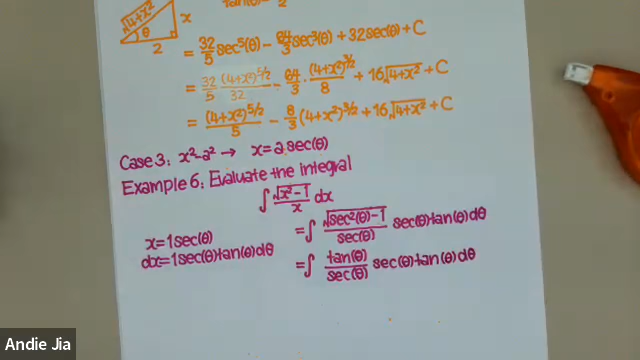 √4+x² x tan(θ)= 2
θ
2
= 32/5 sec⁵(θ) - 64/3 sec³(θ) + 32sec(θ) + C
= 32/5 (4+x²)^5/2 / 32 - 64/3 · (4+x²)^3/2 / 8 + 16√4+x² + C
= (4+x²)^5/2 / 5 - 8/3 (4+x²)^3/2 + 16√4+x² + C
Case 3: x²-a² → x=a sec(θ)
Example 6: Evaluate the integral
∫ √x²-1 / x dx
x=1sec(θ) =∫ √sec²(θ)-1 / sec(θ) sec(θ)tan(θ)dθ
dx=1sec(θ)tan(θ)dθ =∫ tan(θ) / sec(θ) sec(θ)tan(θ)dθ
Andie Jia